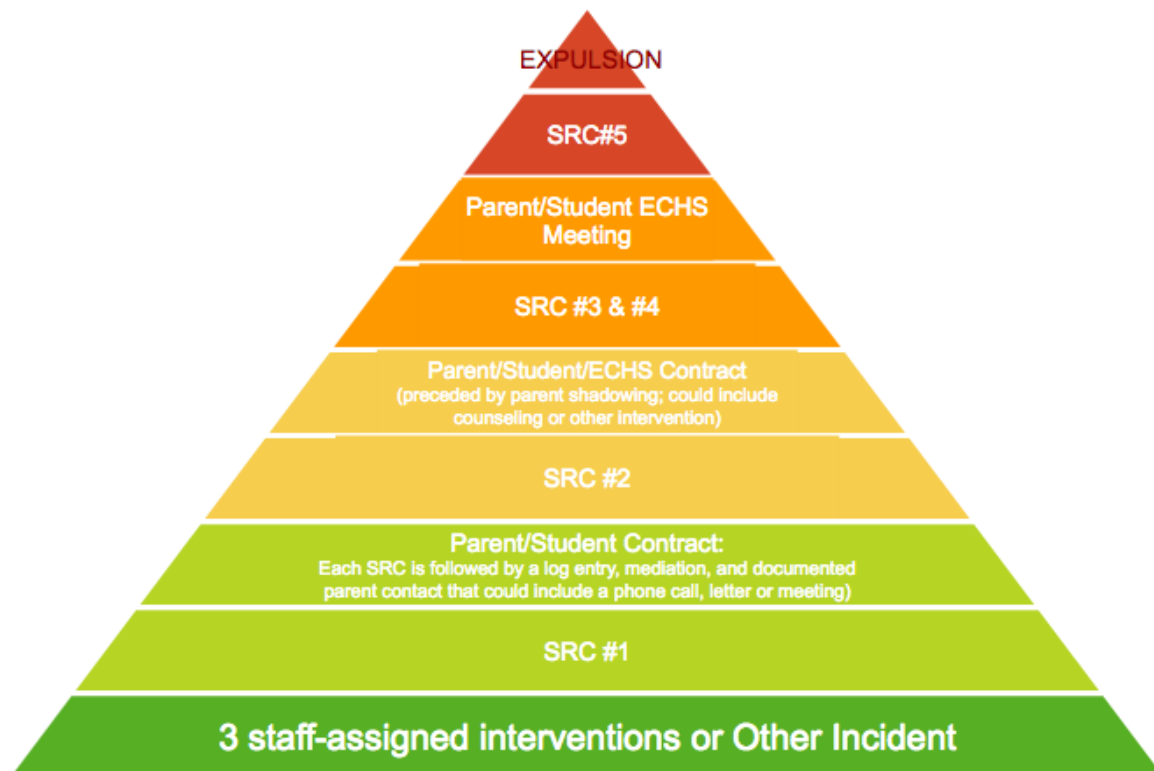 EXPULSION
SRC#5
Parent/Student ECHS
Meeting
SRC #3 & #4
Parent/Student/ECHS Contract
(preceded by parent shadowing; could include
counseling or other intervention)
SRC #2
Parent/Student Contract:
Each SRC is followed by a log entry, mediation, and documented
parent contact that could include a phone call, letter or meeting)
SRC #1
3 staff-assigned interventions or Other Incident